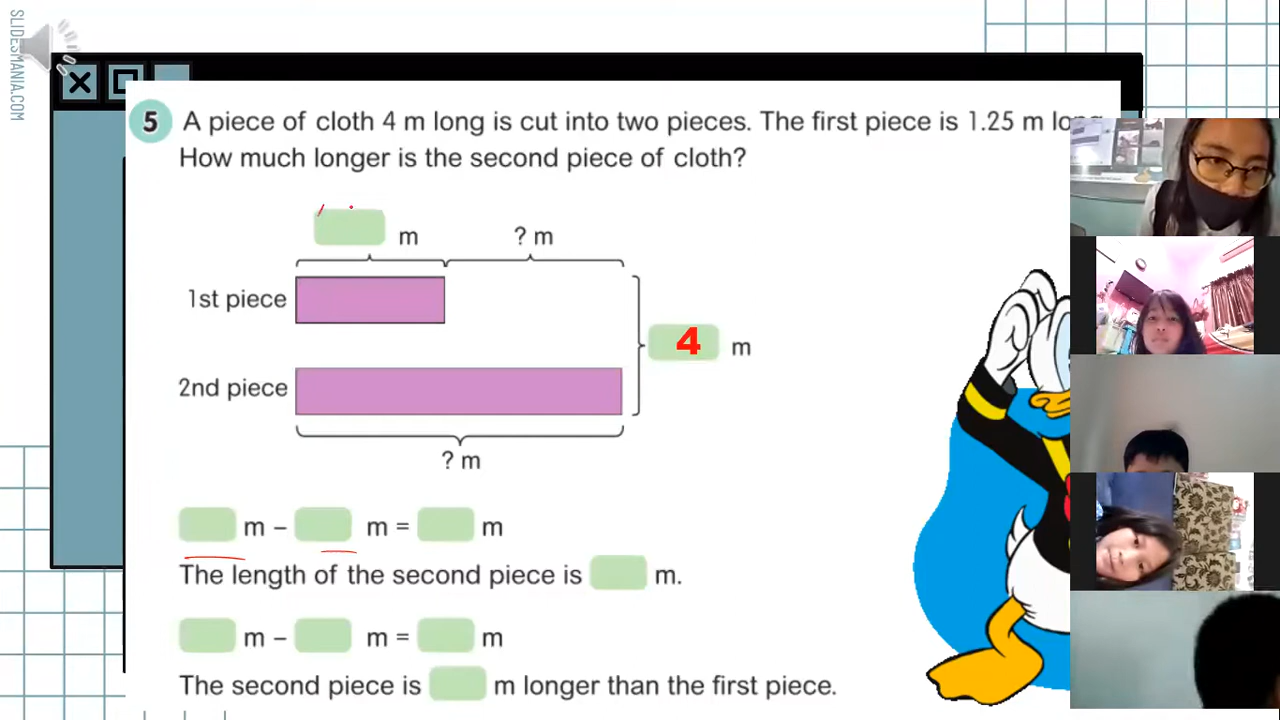 SLIDESMANIA.COM
5 A piece of cloth 4 m long is cut into two pieces. The first piece is 1.25 m long.
How much longer is the second piece of cloth?
m ? m
1st piece
4 m
2nd piece
? m
m – m = m
The length of the second piece is m.
m – m = m
The second piece is m longer than the first piece.